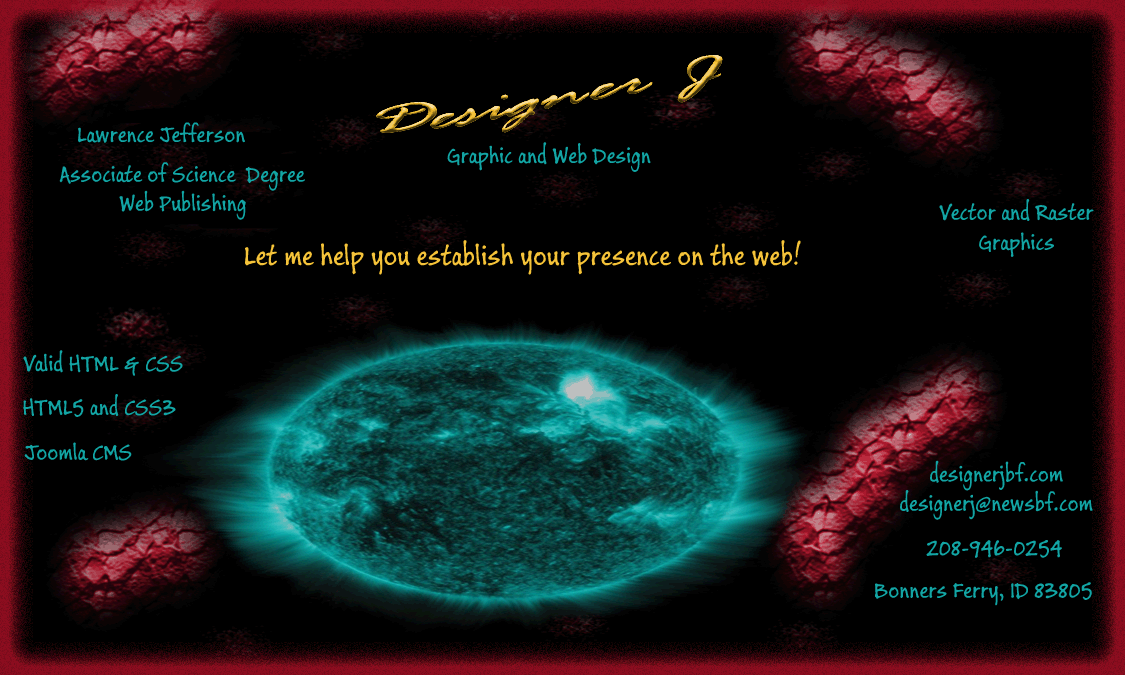 Designer J
Graphic and Web Design
Lawrence Jefferson
Associate of Science Degree
Web Publishing
Vector and Raster
Graphics
Let me help you establish your presence on the web!
Valid HTML & CSS
HTML5 and CSS3
Joomla CMS
designerjbf.com
designerj@newsbf.com
208-946-0254
Bonners Ferry, ID 83805